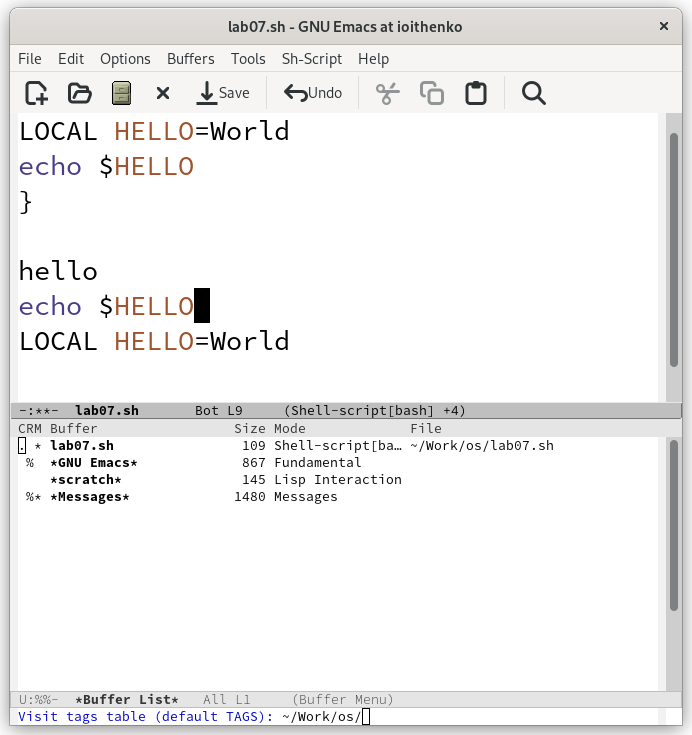 lab07.sh - GNU Emacs at ioithenko
File Edit Options Buffers Tools Sh-Script Help
Save Undo
LOCAL HELLO=World
echo $HELLO
}
hello
echo $HELLO
LOCAL HELLO=World
-:**- lab07.sh Bot L9 (Shell-script[bash] +4)
CRM Buffer Size Mode File
. * lab07.sh 109 Shell-script[ba… ~/Work/os/lab07.sh
% *GNU Emacs* 867 Fundamental
*scratch* 145 Lisp Interaction
%* *Messages* 1480 Messages
U:%%- *Buffer List* All L1 (Buffer Menu)
Visit tags table (default TAGS): ~/Work/os/